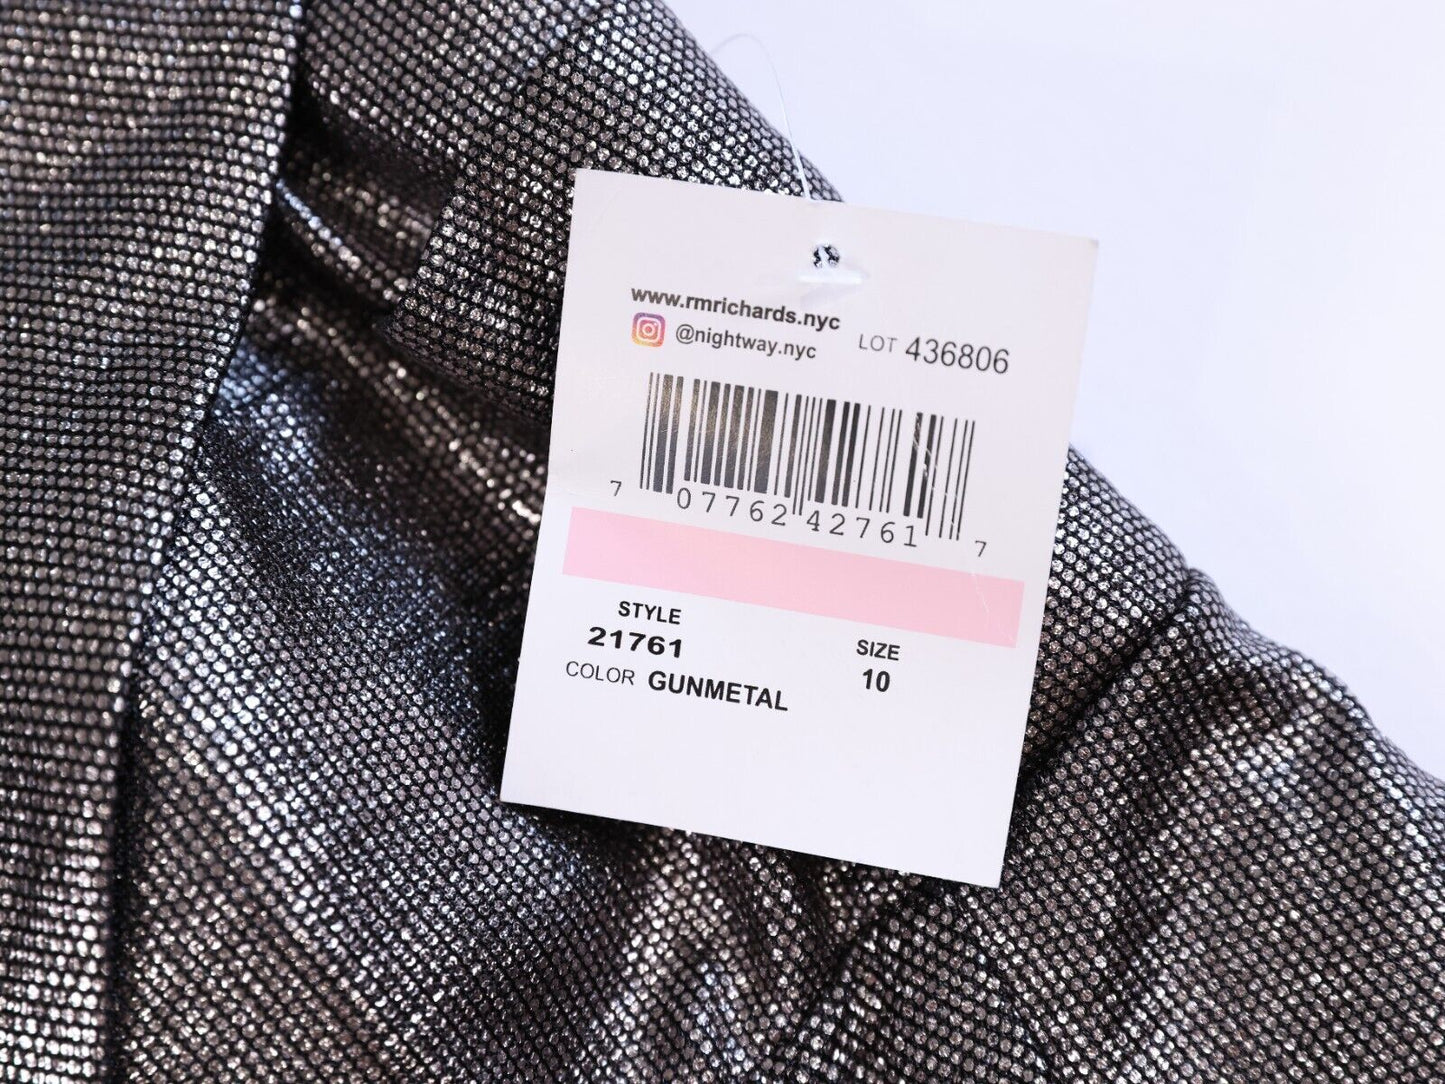 www.rmrichards.nyc
@nightway.nyc
LOT 436806
7 07762 42761 7
STYLE
21761
SIZE
10
COLOR GUNMETAL